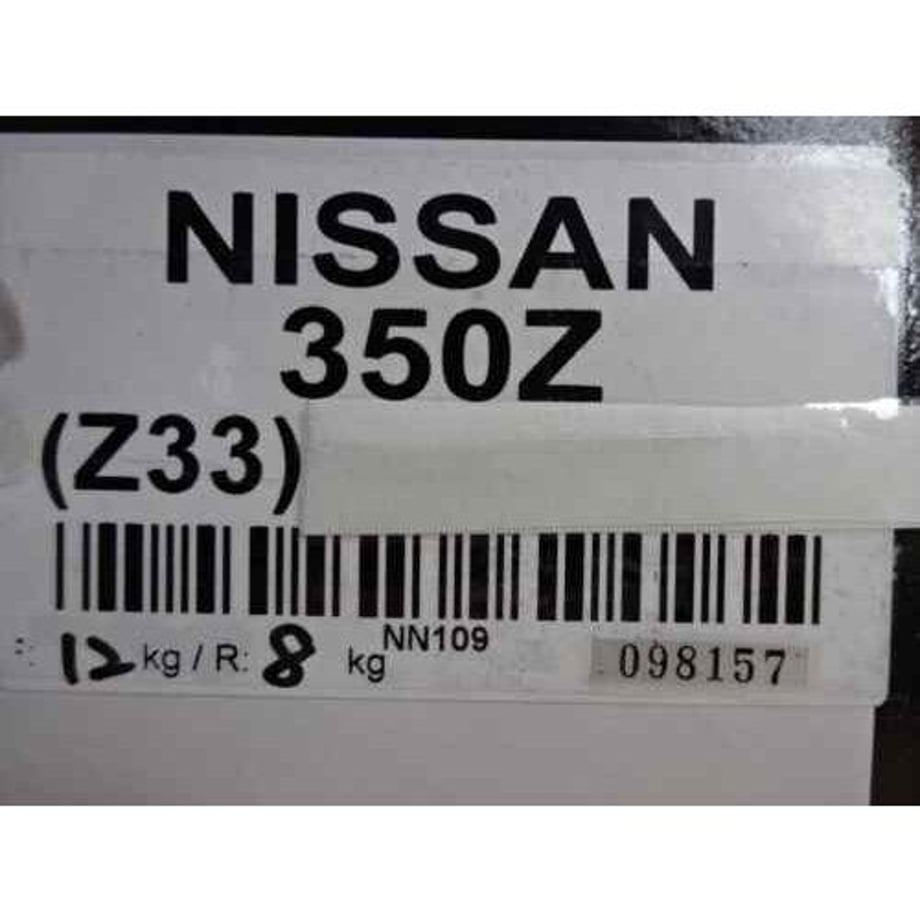 NISSAN
350Z
(Z33)
: 12 kg / R: 8 kg NN109 098157